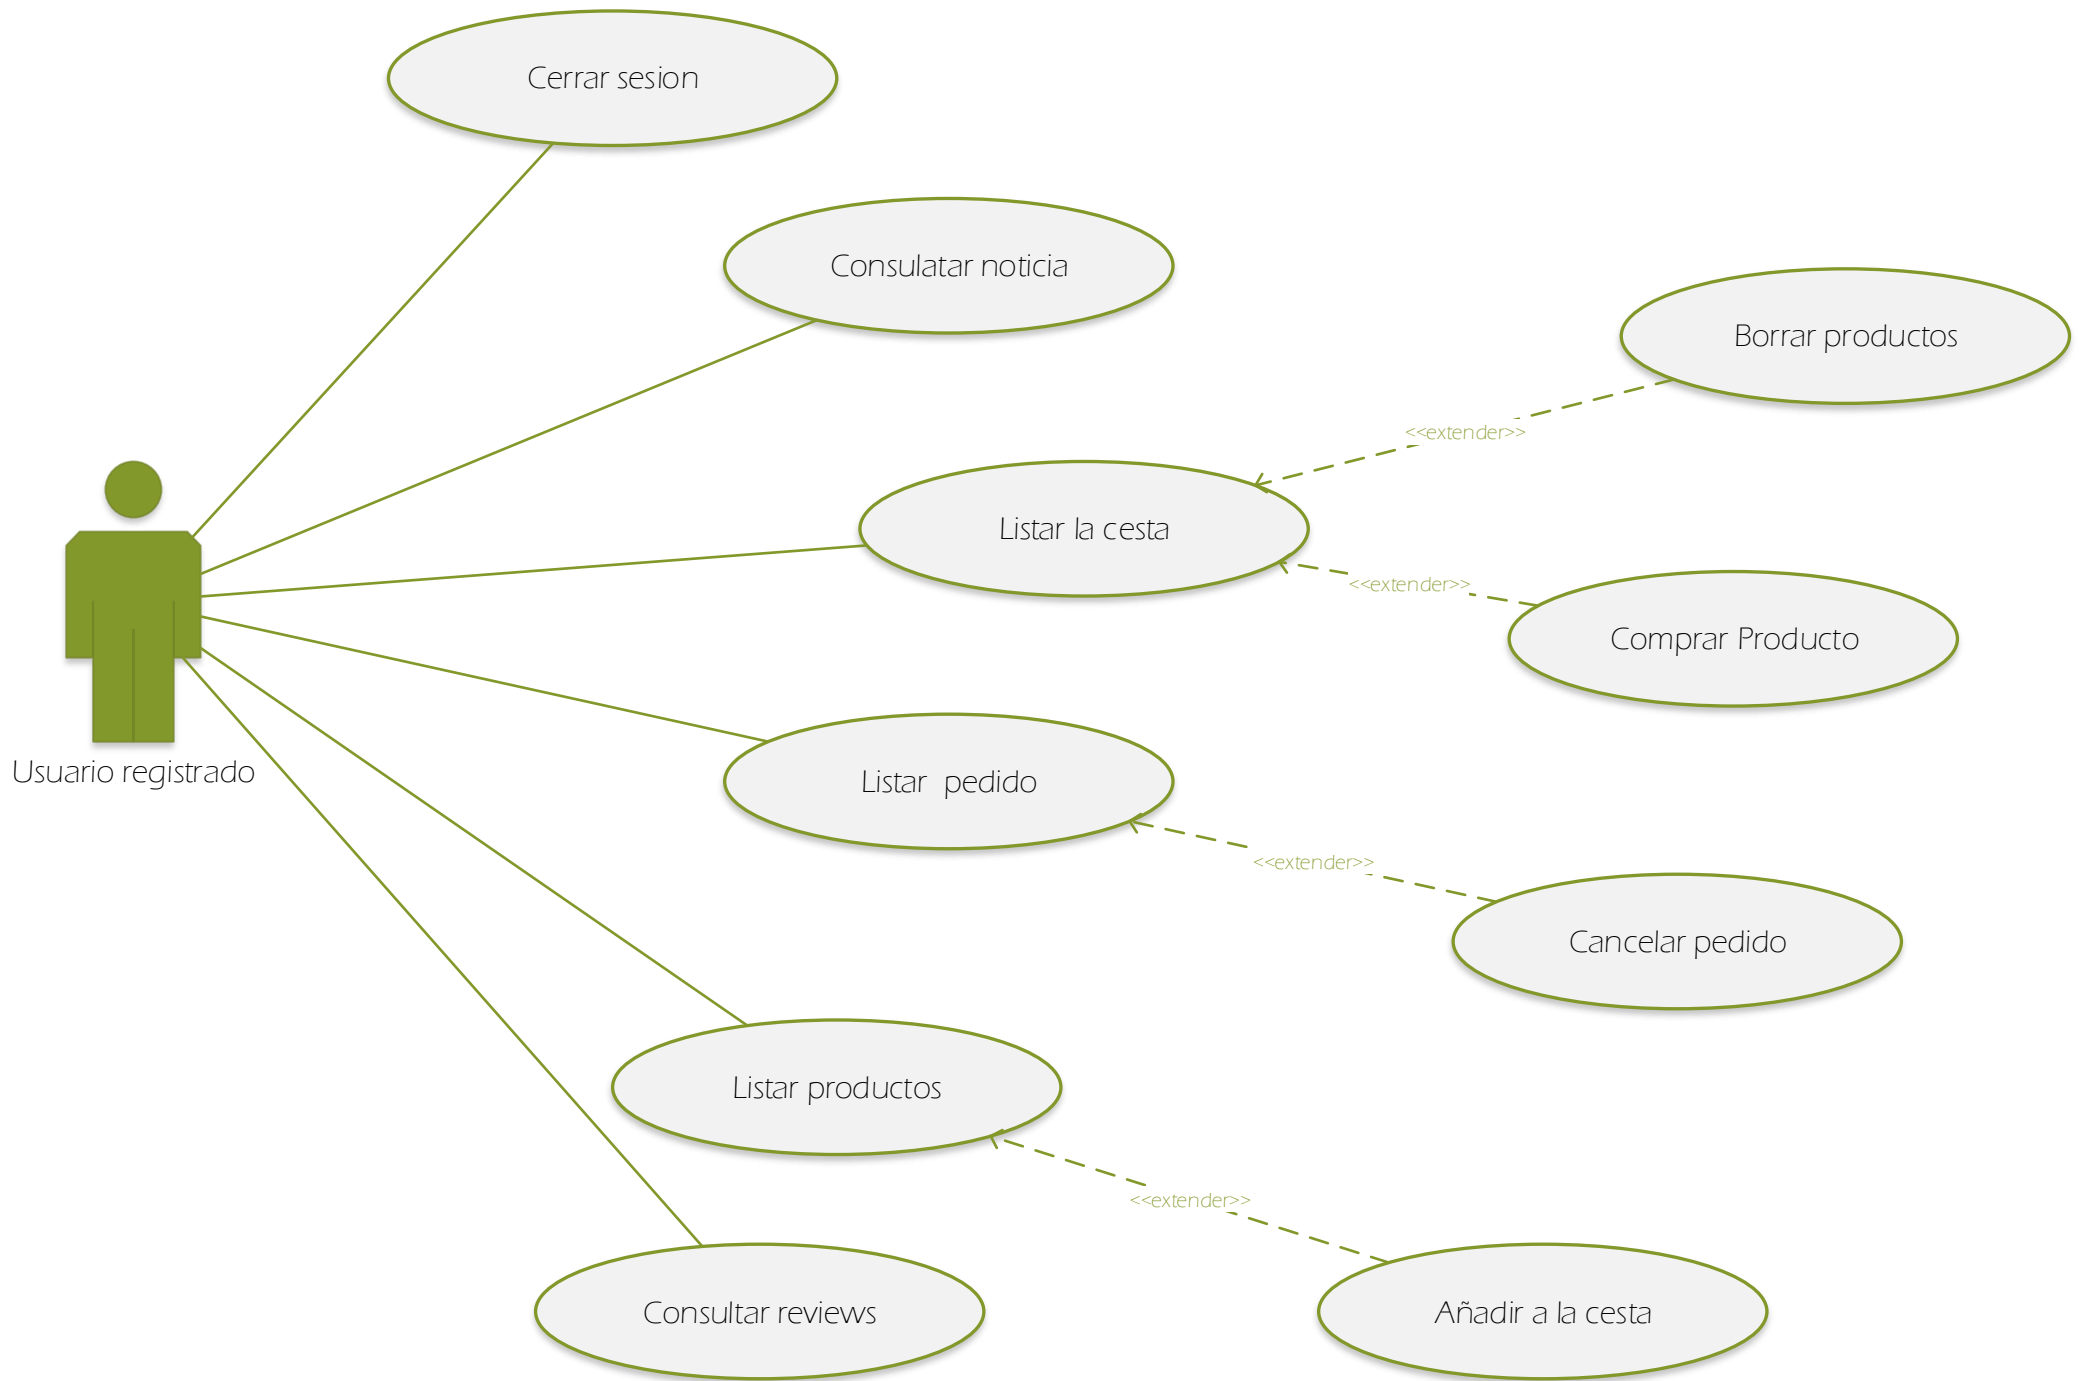 Cerrar sesion
Consulatar noticia
Borrar productos
<<extender>>
Listar la cesta
<<extender>>
Comprar Producto
Usuario registrado
Listar  pedido
<<extender>>
Cancelar pedido
Listar productos
<<extender>>
Consultar reviews
Añadir a la cesta